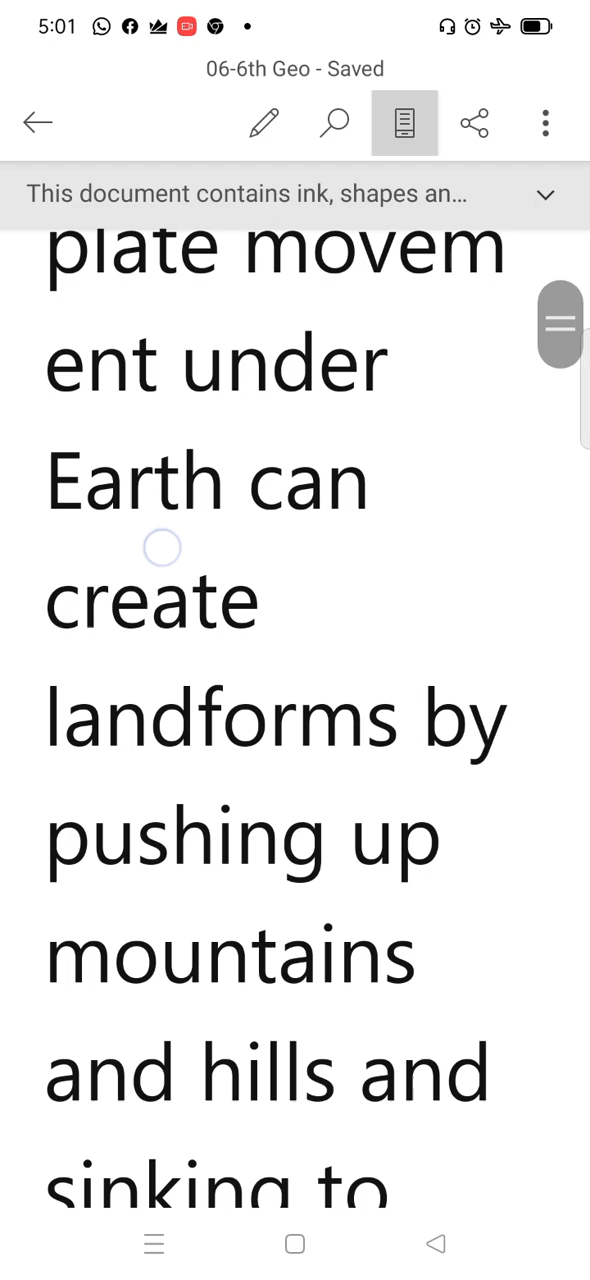 5:01
06-6th Geo - Saved
This document contains ink, shapes an...
plate movem
ent under
Earth can
create
landforms by
pushing up
mountains
and hills and
sinking to